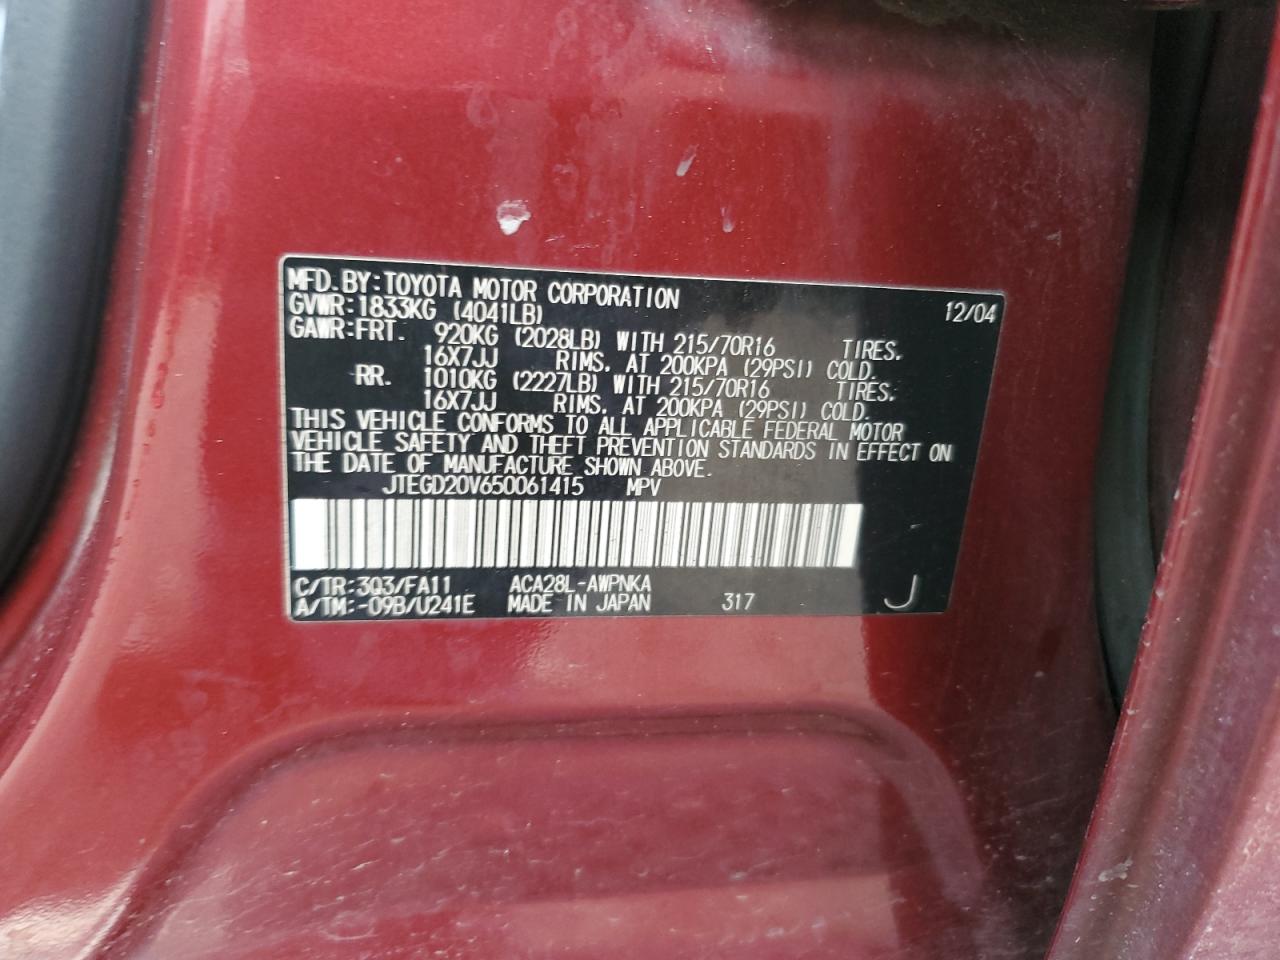 MFD. BY: TOYOTA MOTOR CORPORATION 12/04
GVWR: 1833KG (4041LB)
GAWR: FRT. 920KG (2028LB) WITH 215/70R16 TIRES.
16X7JJ RIMS. AT 200KPA (29PSI) COLD.
RR. 1010KG (2227LB) WITH 215/70R16 TIRES.
16X7JJ RIMS. AT 200KPA (29PSI) COLD.
THIS VEHICLE CONFORMS TO ALL APPLICABLE FEDERAL MOTOR
VEHICLE SAFETY AND THEFT PREVENTION STANDARDS IN EFFECT ON
THE DATE OF MANUFACTURE SHOWN ABOVE.
JTEGD20V650061415 MPV
C/TR: 3Q3/FA11 ACA28L-AWPNKA
A/TM: -09B/U241E MADE IN JAPAN 317 J